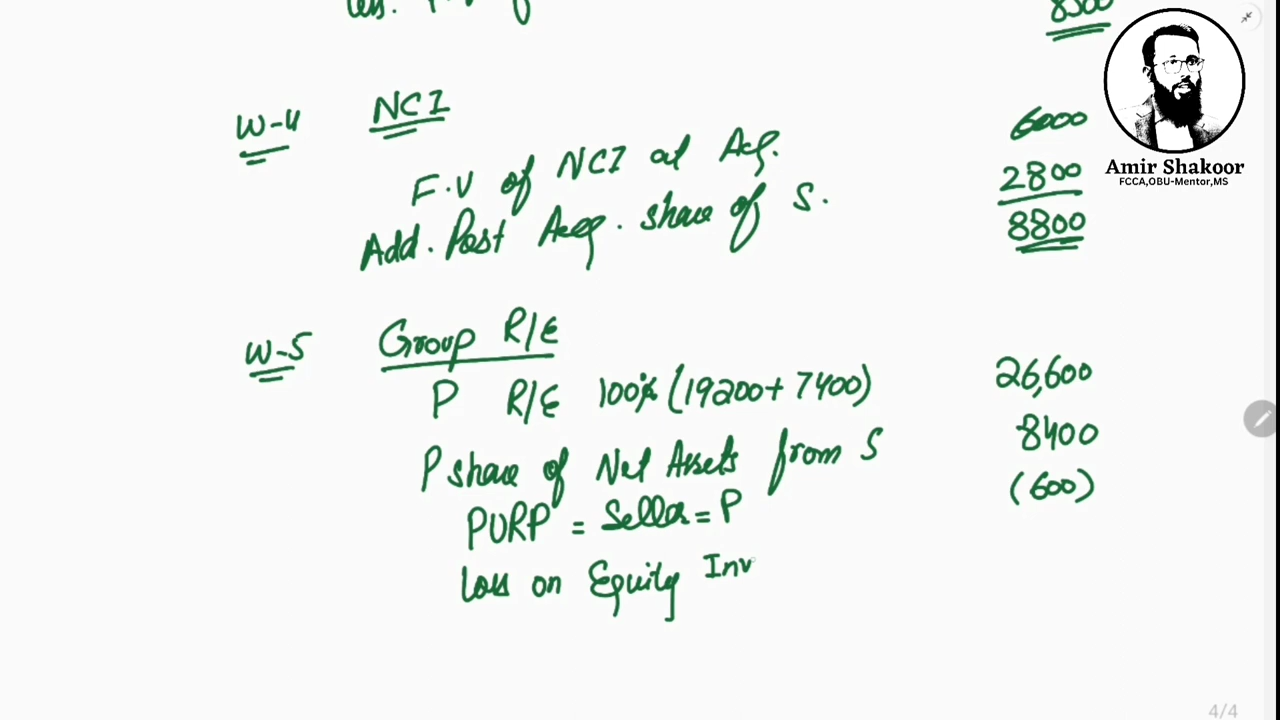 Less.
8500
W-4 NCI
F.V of NCI at Acq. 6000
Add. Post Acq. share of S. 2800
8800
W-5 Group R/E
P R/E 100% (19200+7400) 26,600
P share of Net Assets from S 8400
PURP = Seller = P (600)
Loss on Equity Inv
Amir Shakoor
FCCA,OBU-Mentor,MS
4/4